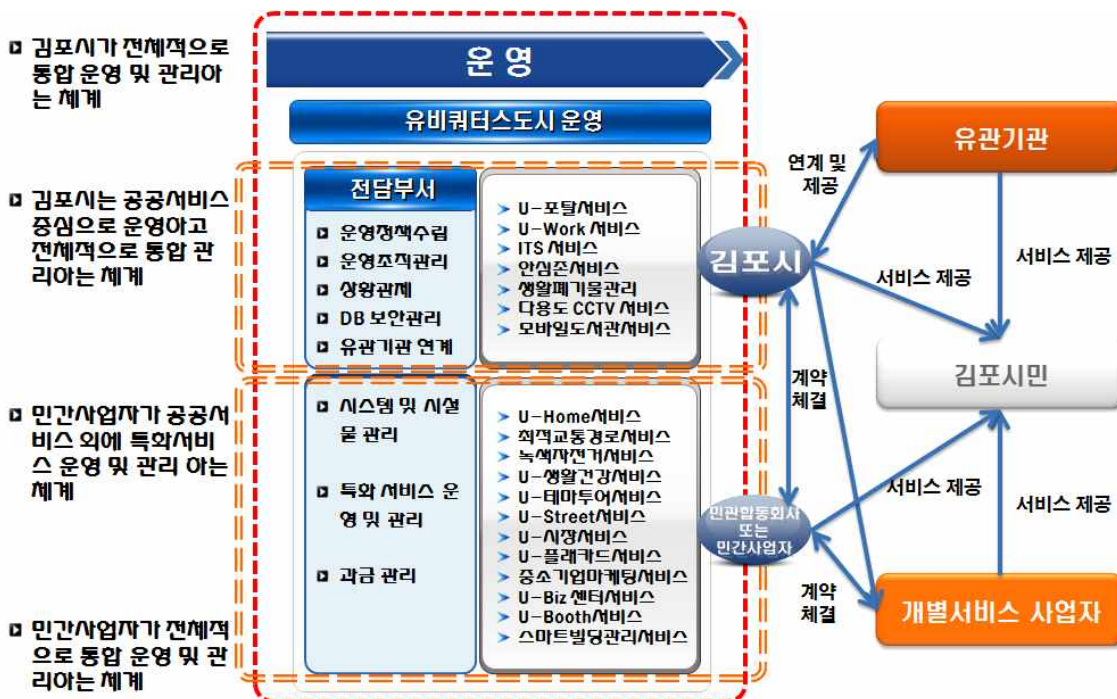 김포시가 전체적으로
통합 운영 및 관리하
는 체계
김포시는 공공서비스
중심으로 운영하고
전체적으로 통합 관
리하는 체계
민간사업자가 공공서
비스 외에 특화서비
스 운영 및 관리 하는
체계
민간사업자가 전체적
으로 통합 운영 및 관
리하는 체계
운 영
유비쿼터스도시 운영
전담부서
운영정책수립
운영조직관리
상황관제
DB 보안관리
유관기관 연계
U-포탈서비스
U-Work 서비스
ITS 서비스
안심존서비스
생활폐기물관리
다용도 CCTV 서비스
모바일도서관서비스
시스템 및 시설
물 관리
특화 서비스 운
영 및 관리
과금 관리
U-Home서비스
최적교통경로서비스
녹색자전거서비스
U-생활건강서비스
U-테마투어서비스
U-Street서비스
U-시장서비스
U-플래카드서비스
중소기업마케팅서비스
U-Biz 센터서비스
U-Booth서비스
스마트빌딩관리서비스
김포시
민관합동회사
또는
민간사업자
연계 및
제공
계약
체결
서비스 제공
서비스 제공
서비스 제공
서비스 제공
계약
체결
유관기관
김포시민
개별서비스 사업자